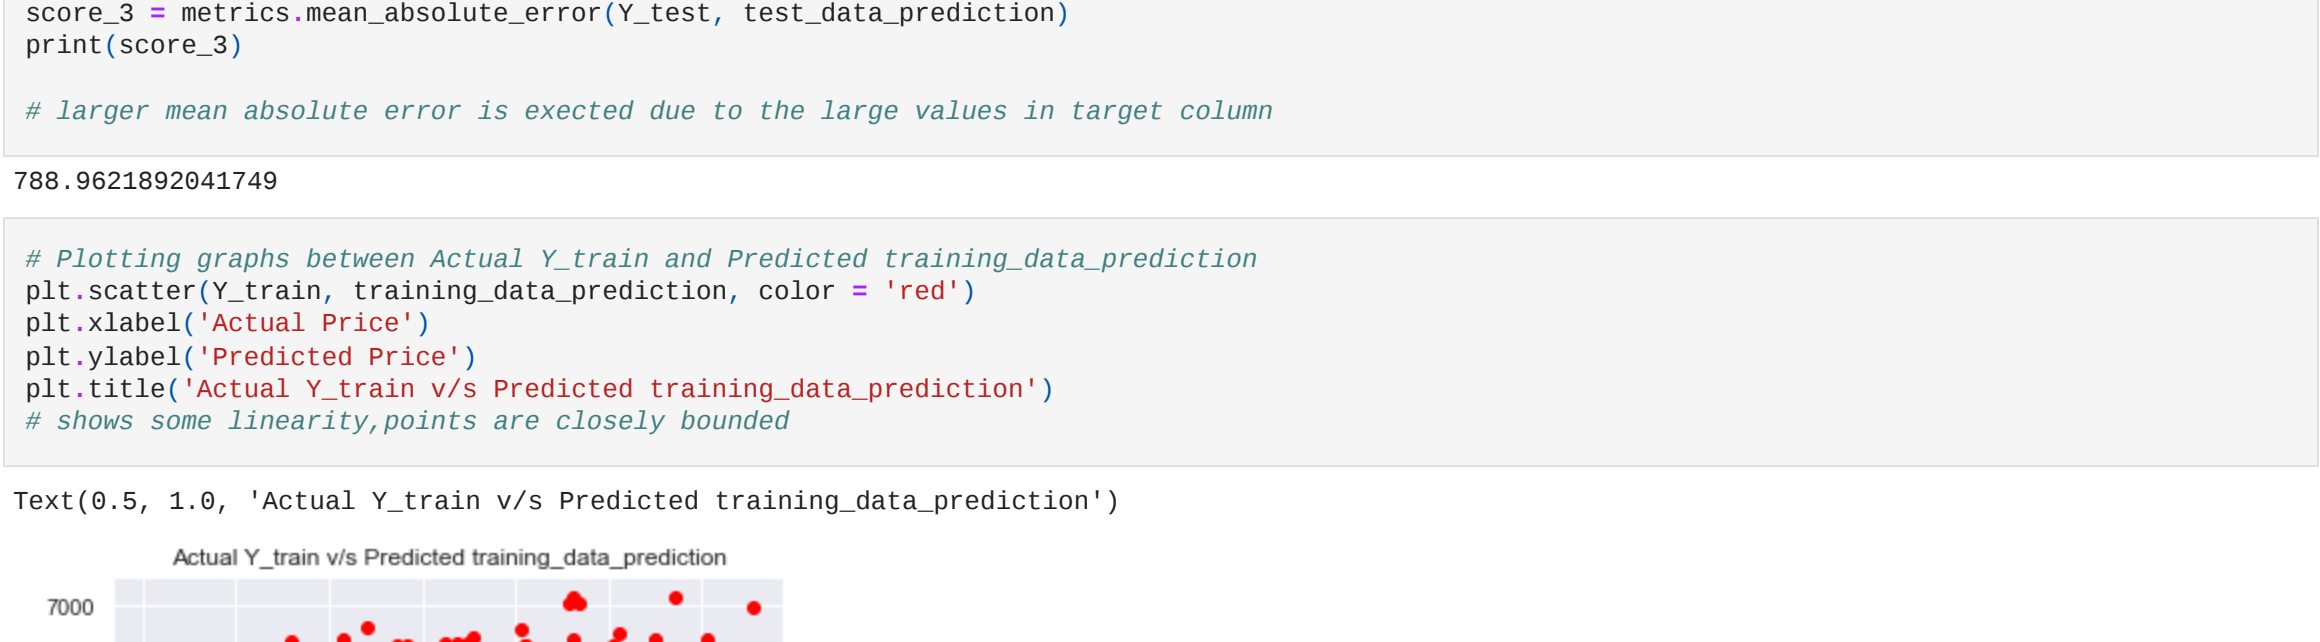 score_3 = metrics.mean_absolute_error(Y_test, test_data_prediction)
print(score_3)
# larger mean absolute error is exected due to the large values in target column
788.9621892041749
# Plotting graphs between Actual Y_train and Predicted training_data_prediction
plt.scatter(Y_train, training_data_prediction, color = 'red')
plt.xlabel('Actual Price')
plt.ylabel('Predicted Price')
plt.title('Actual Y_train v/s Predicted training_data_prediction')
# shows some linearity,points are closely bounded
Text(0.5, 1.0, 'Actual Y_train v/s Predicted training_data_prediction')
Actual Y_train v/s Predicted training_data_prediction
7000